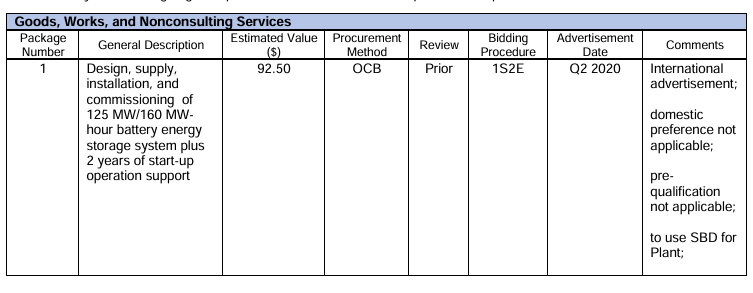 Goods, Works, and Nonconsulting Services
Package Number
General Description
Estimated Value ($)
Procurement Method
Review
Bidding Procedure
Advertisement Date
Comments
1
Design, supply,
installation, and
commissioning of
125 MW/160 MW-
hour battery energy
storage system plus
2 years of start-up
operation support
92.50
OCB
Prior
1S2E
Q2 2020
International
advertisement;
domestic
preference not
applicable;
pre-
qualification
not applicable;
to use SBD for
Plant;